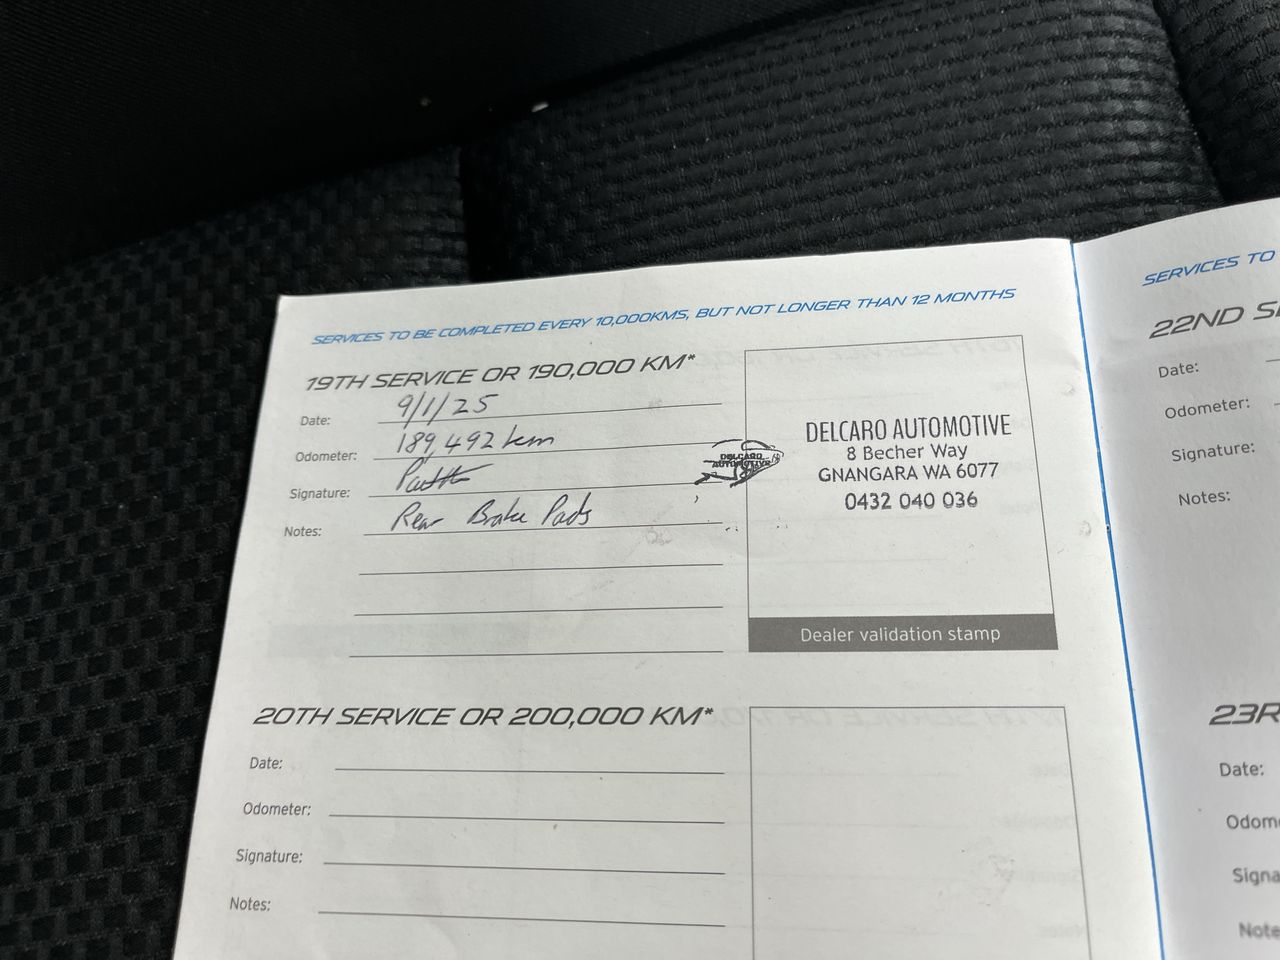 SERVICES TO BE COMPLETED EVERY 10,000KMS, BUT NOT LONGER THAN 12 MONTHS
19TH SERVICE OR 190,000 KM*
Date: 9/1/25
Odometer: 189,492 km
Signature:
Notes: Rear Brake Pads
DELCARO
AUTOMOTIVE
DELCARO AUTOMOTIVE
8 Becher Way
GNANGARA WA 6077
0432 040 036
Dealer validation stamp
20TH SERVICE OR 200,000 KM*
Date:
Odometer:
Signature:
Notes:
SERVICES TO
22ND
Date:
Odometer:
Signature:
Notes:
Date: